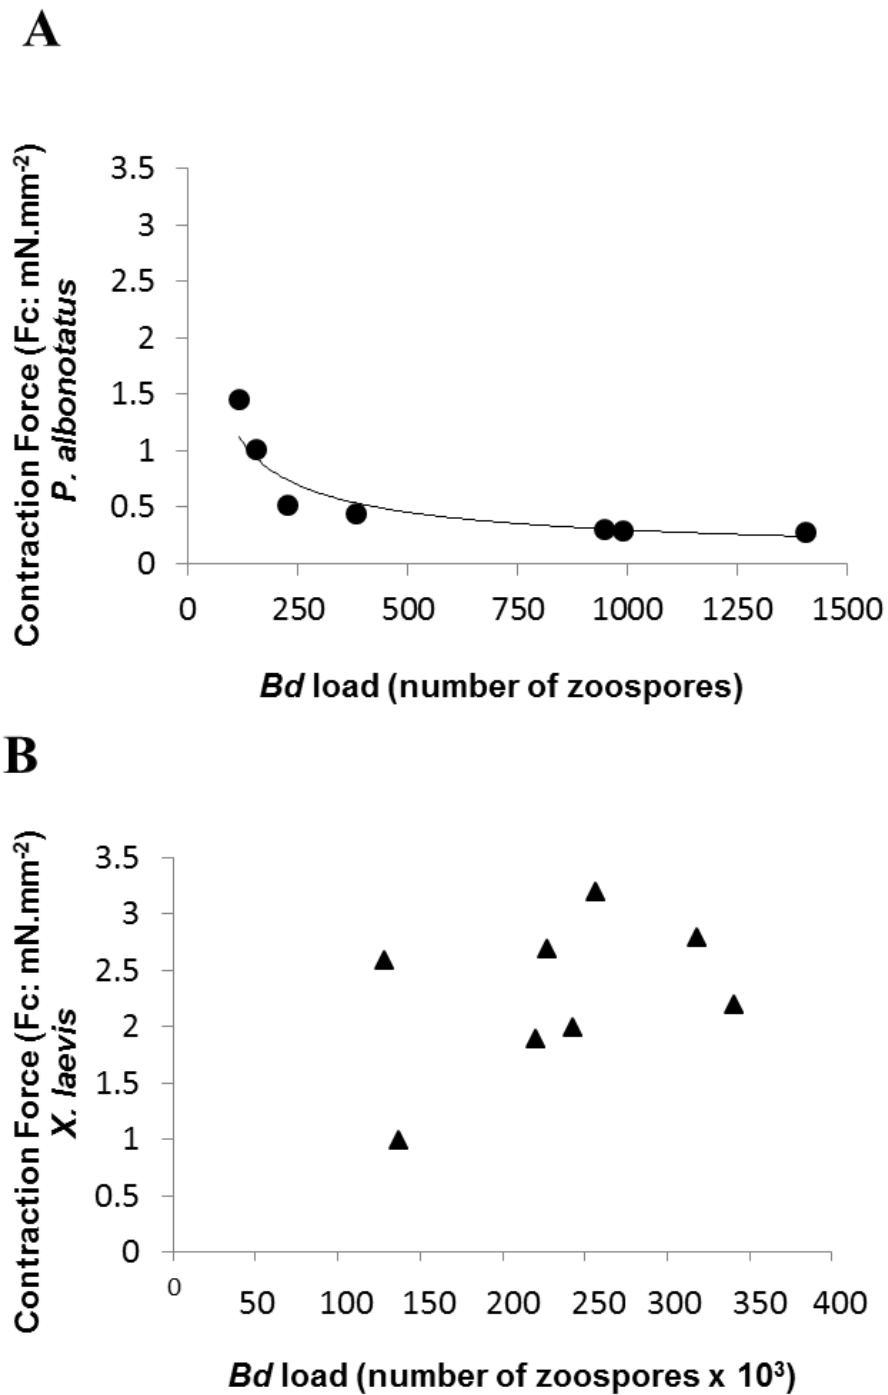 A
Contraction Force (Fc: mN.mm-2)
P. albonotatus
3.5
3
2.5
2
1.5
1
0.5
0
0 250 500 750 1000 1250 1500
Bd load (number of zoospores)
B
Contraction Force (Fc: mN.mm-2)
X. laevis
3.5
3
2.5
2
1.5
1
0.5
0
0 50 100 150 200 250 300 350 400
Bd load (number of zoospores x 10³)